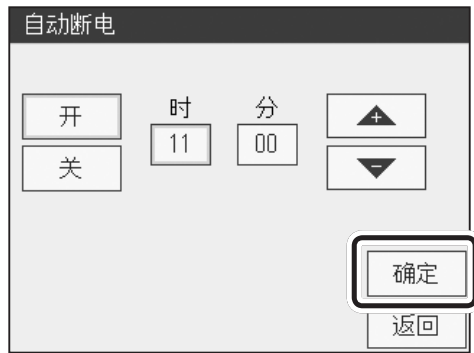 自动断电
开
关
时 分
11 00
+
-
确定
返回